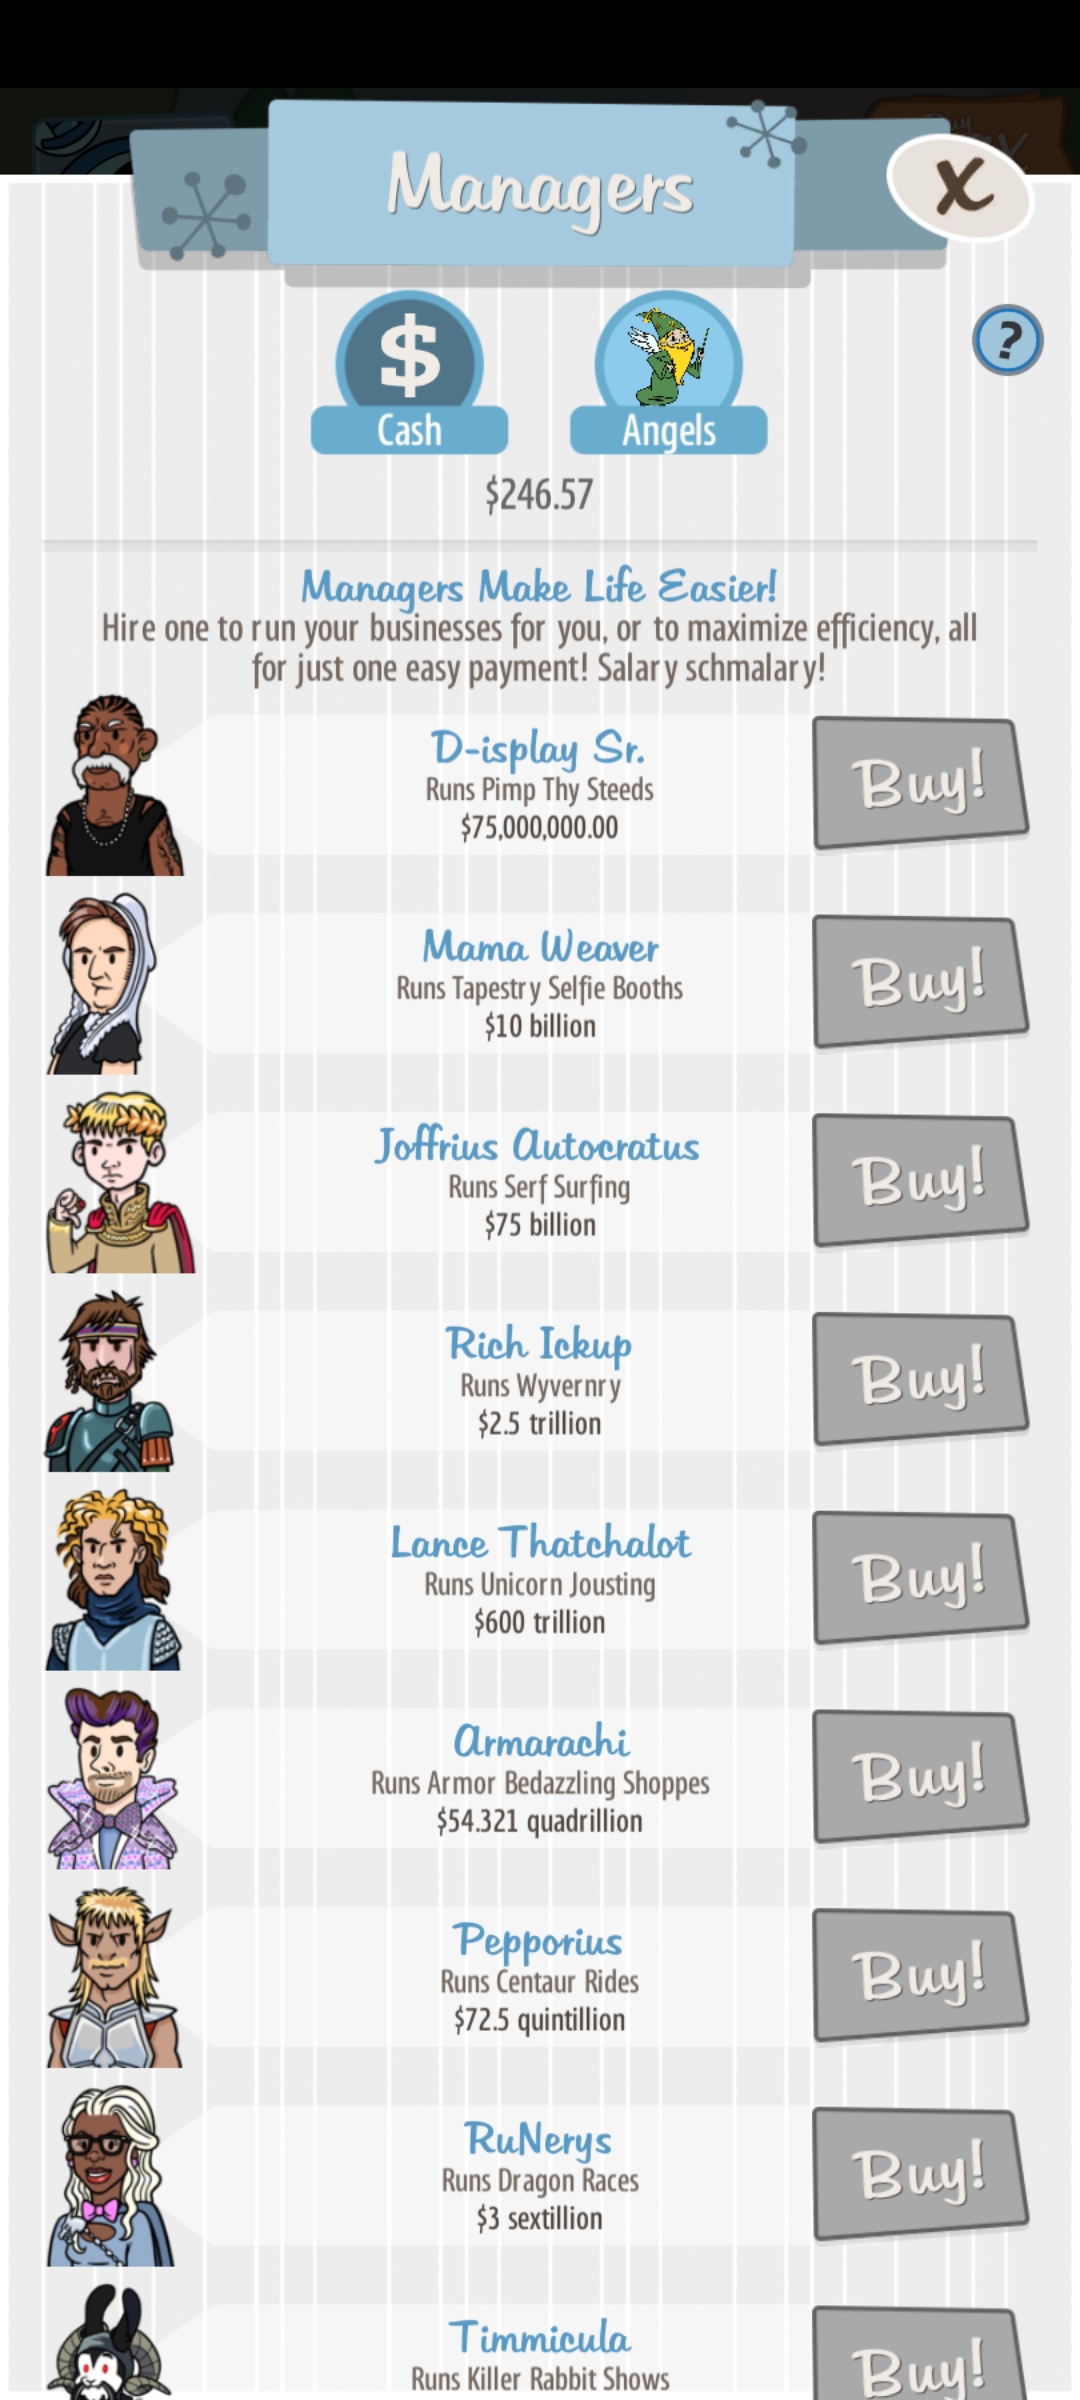 Managers
X
$
?
Cash
Angels
$246.57
Managers Make Life Easier!
Hire one to run your businesses for you, or to maximize efficiency, all
for just one easy payment! Salary schmalary!
D-isplay Sr.
Runs Pimp Thy Steeds
$75,000,000.00
Buy!
Mama Weaver
Runs Tapestry Selfie Booths
$10 billion
Buy!
Joffrius Autocratus
Runs Serf Surfing
$75 billion
Buy!
Rich Ickup
Runs Wyvernry
$2.5 trillion
Buy!
Lance Thatchalot
Runs Unicorn Jousting
$600 trillion
Buy!
Armarachi
Runs Armor Bedazzling Shoppes
$54.321 quadrillion
Buy!
Pepporius
Runs Centaur Rides
$72.5 quintillion
Buy!
RuNerys
Runs Dragon Races
$3 sextillion
Buy!
Timmicula
Runs Killer Rabbit Shows
Buy!